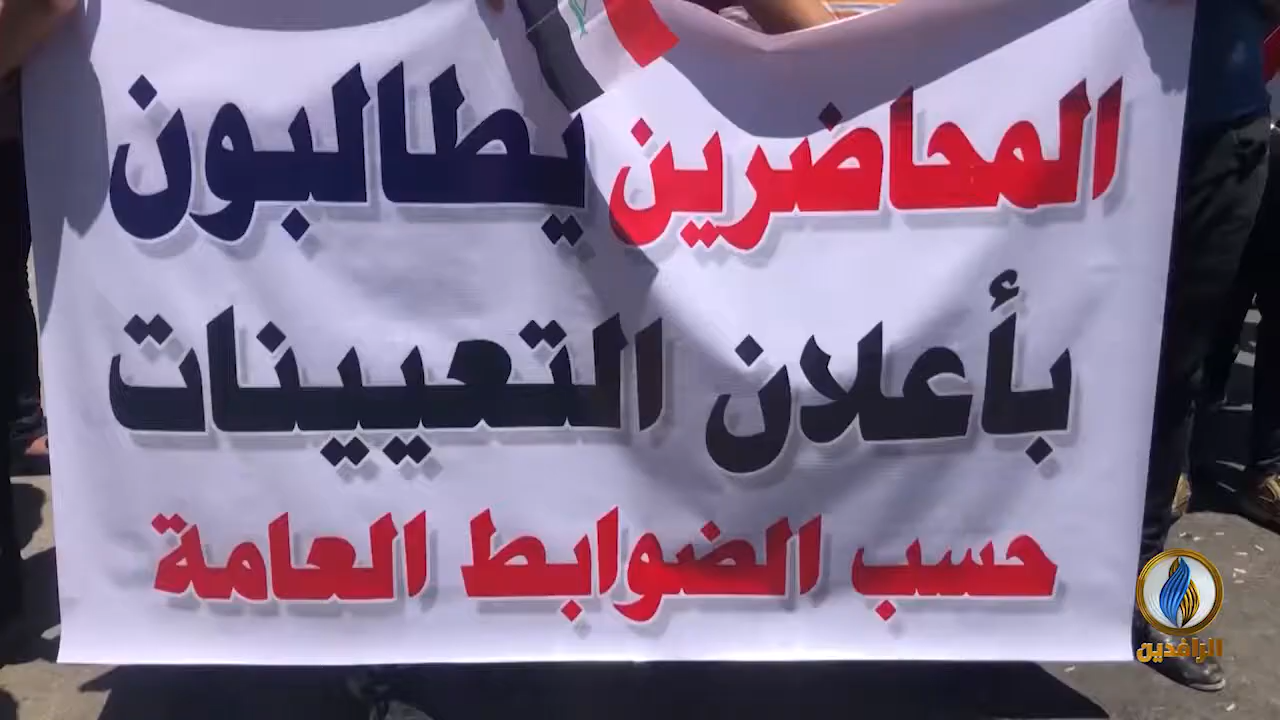 المحاضرين يطالبون
بأعلان التعيينات
حسب الضوابط العامة
الرافدين